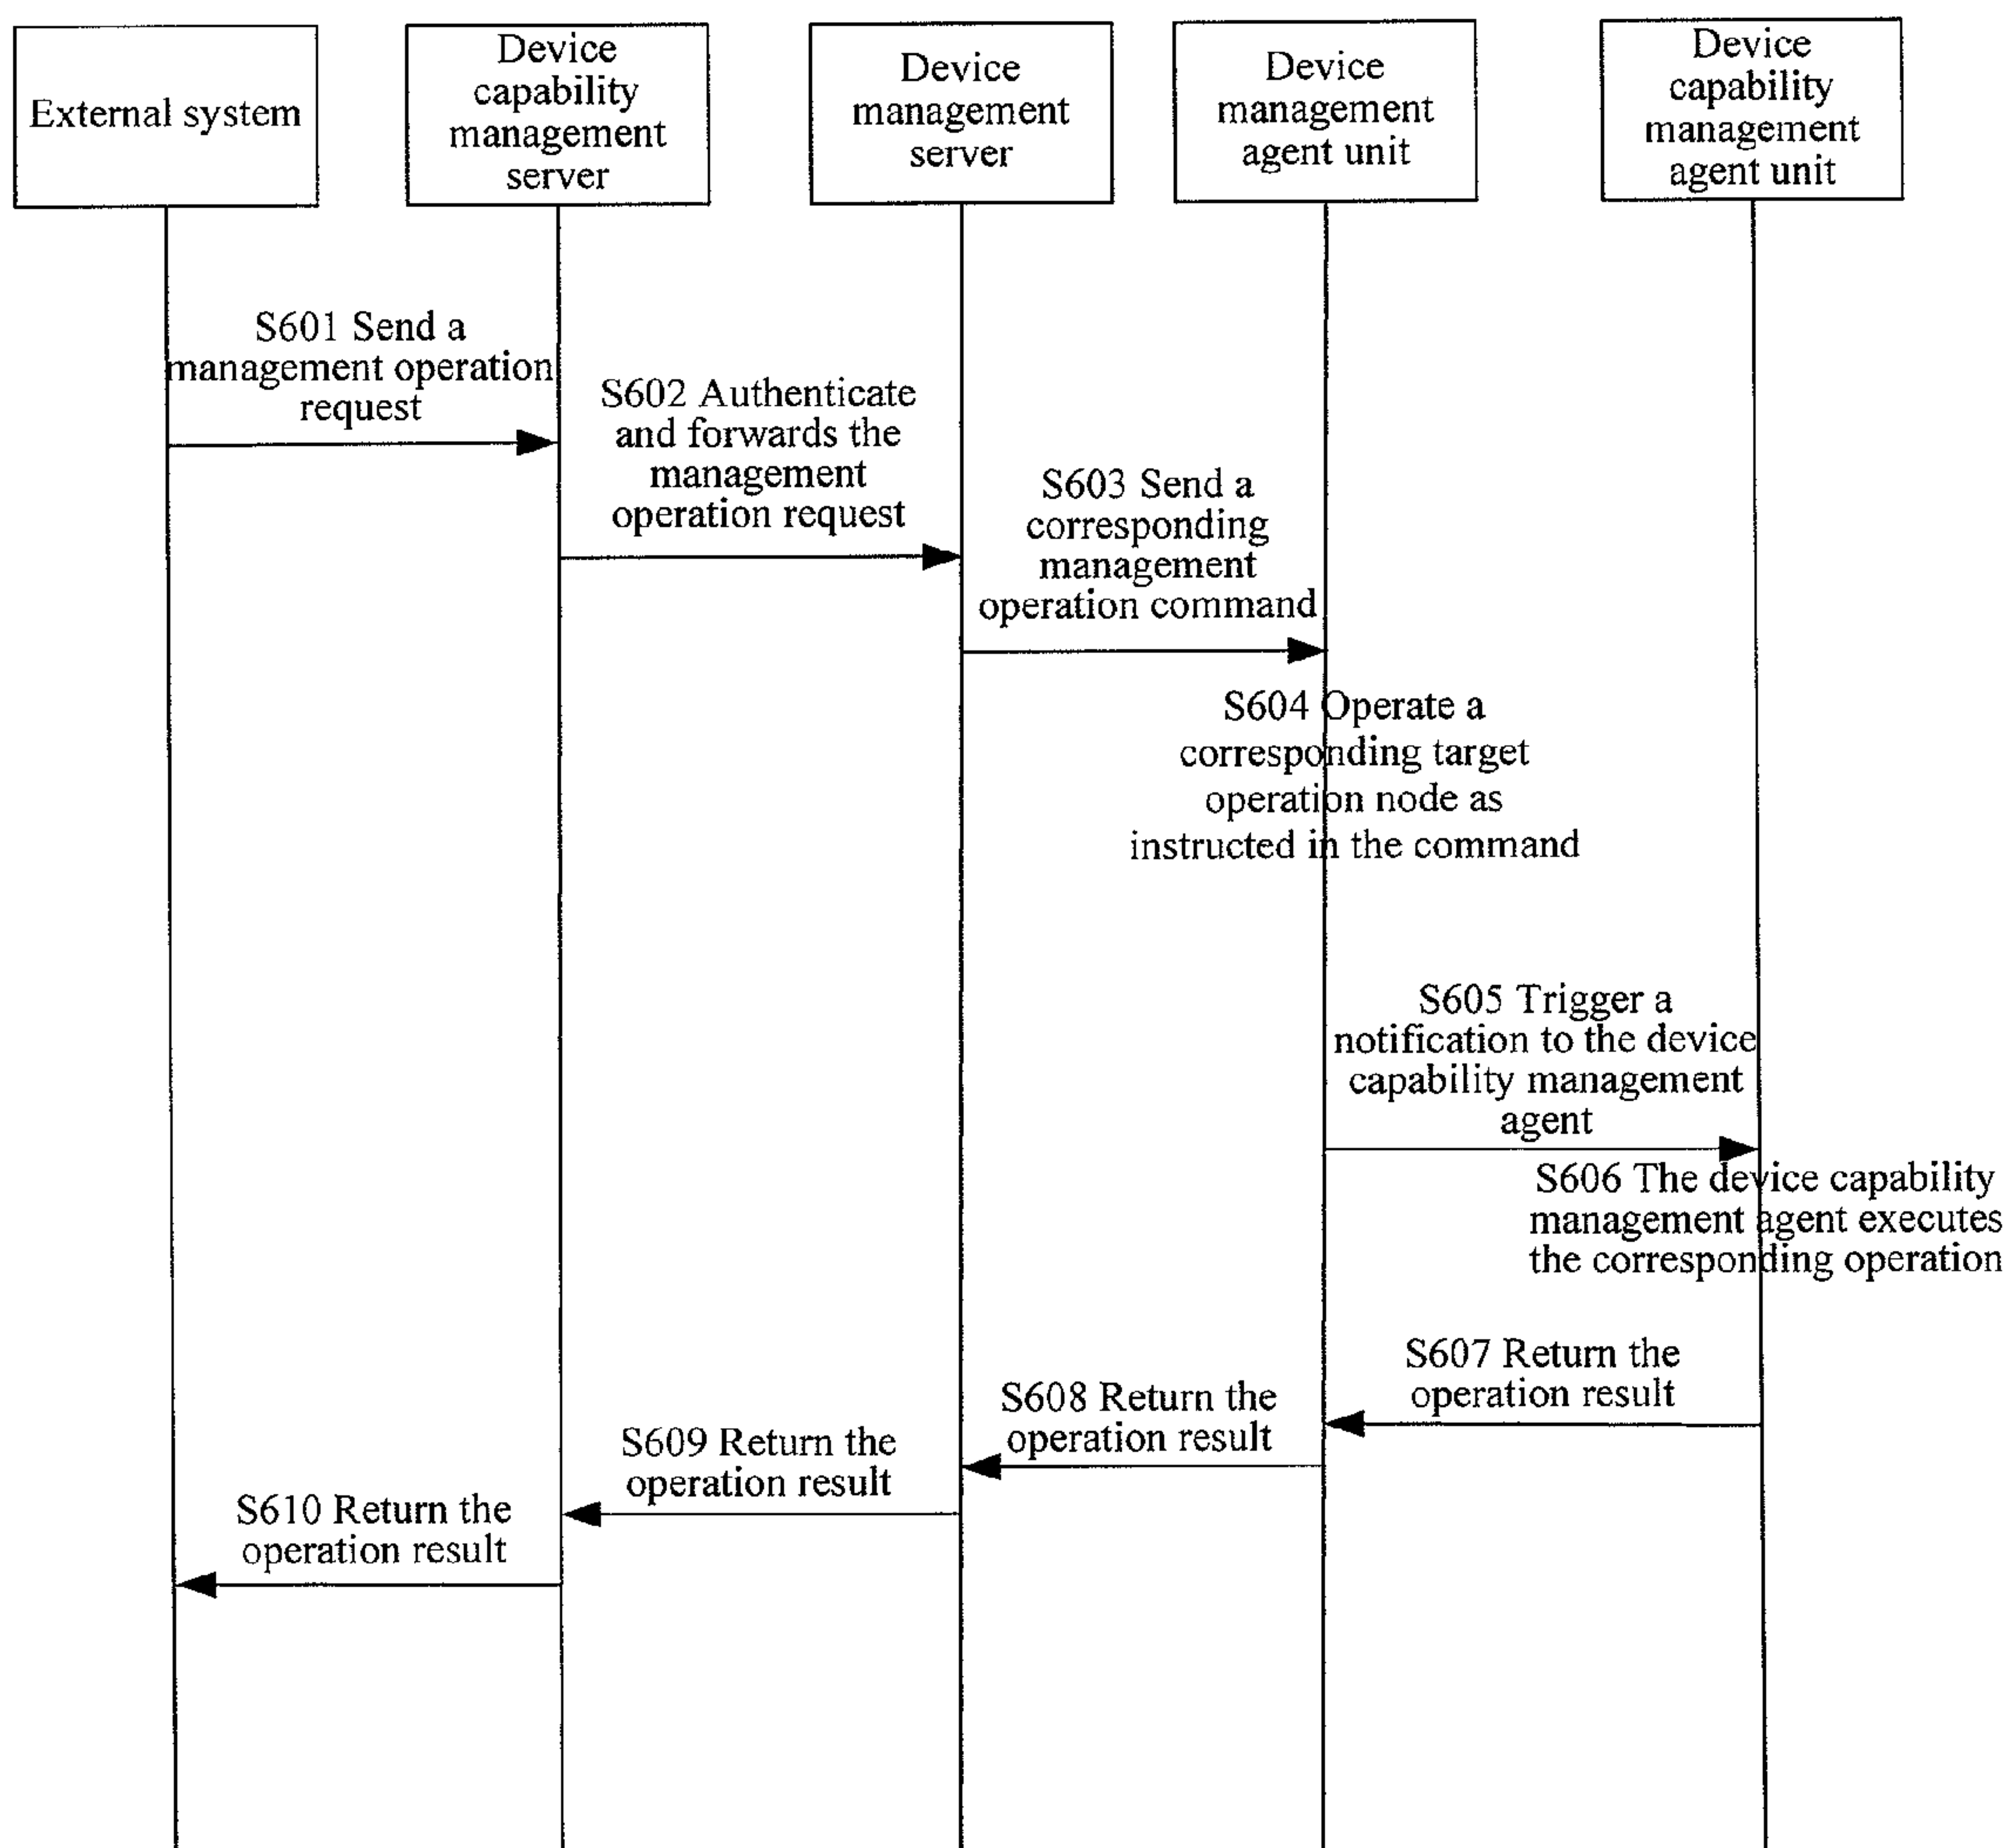 External system
Device
capability
management
server
Device
management
server
Device
management
agent unit
Device
capability
management
agent unit
S601 Send a
management operation
request
S602 Authenticate
and forwards the
management
operation request
S603 Send a
corresponding
management
operation command
S604 Operate a
corresponding target
operation node as
instructed in the command
S605 Trigger a
notification to the device
capability management
agent
S606 The device capability
management agent executes
the corresponding operation
S607 Return the
operation result
S608 Return the
operation result
S609 Return the
operation result
S610 Return the
operation result